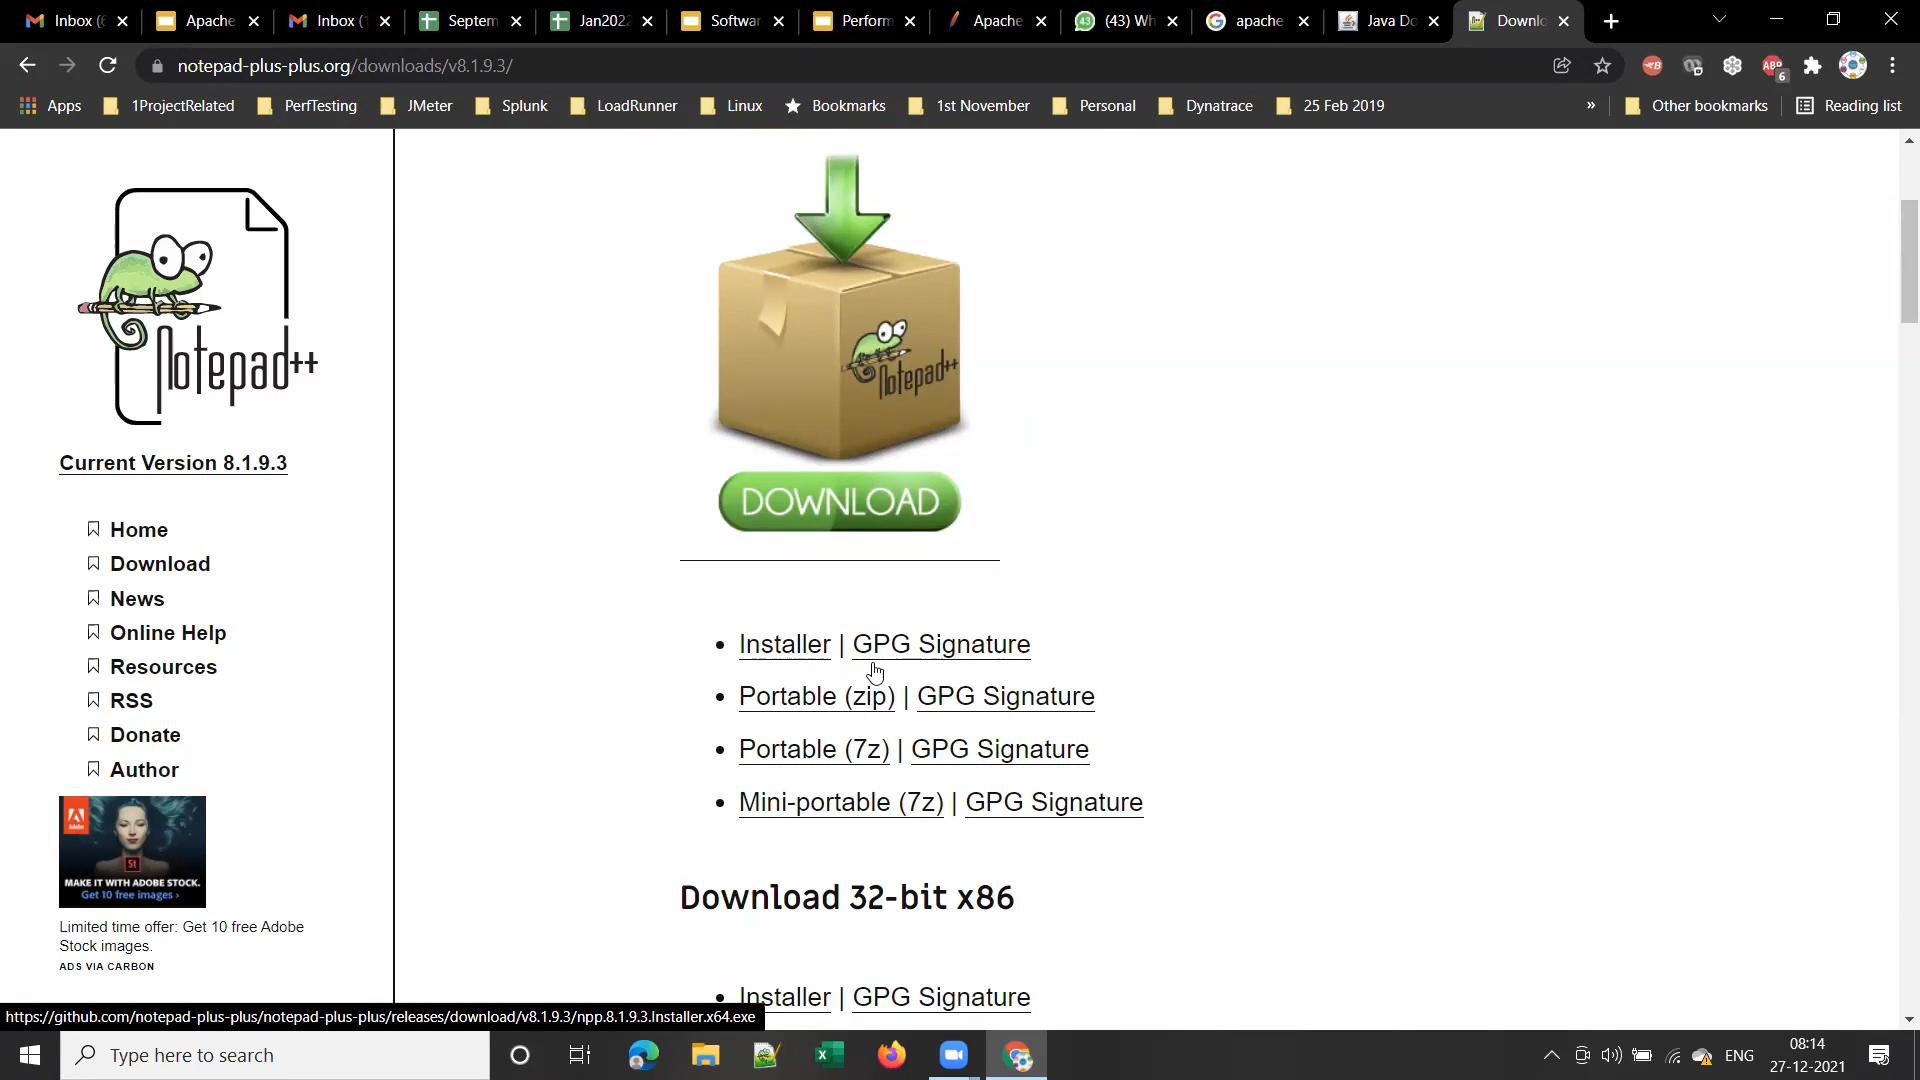 Inbox (6
Apache
Inbox (1
Septem
Jan2022
Softwar
Perform
Apache
(43) Wh
apache
Java Do
Downlo
notepad-plus-plus.org/downloads/v8.1.9.3/
ABP
6
Apps
1ProjectRelated
PerfTesting
JMeter
Splunk
LoadRunner
Linux
Bookmarks
1st November
Personal
Dynatrace
25 Feb 2019
»
Other bookmarks
Reading list
Notepad++
Current Version 8.1.9.3
Home
Download
News
Online Help
Resources
RSS
Donate
Author
St
MAKE IT WITH ADOBE STOCK.
Get 10 free images ›
Limited time offer: Get 10 free Adobe
Stock images.
ADS VIA CARBON
Notepad++
DOWNLOAD
• Installer | GPG Signature
• Portable (zip) | GPG Signature
• Portable (7z) | GPG Signature
• Mini-portable (7z) | GPG Signature
Download 32-bit x86
• Installer | GPG Signature
https://github.com/notepad-plus-plus/notepad-plus-plus/releases/download/v8.1.9.3/npp.8.1.9.3.Installer.x64.exe
Type here to search
ENG
08:14
27-12-2021